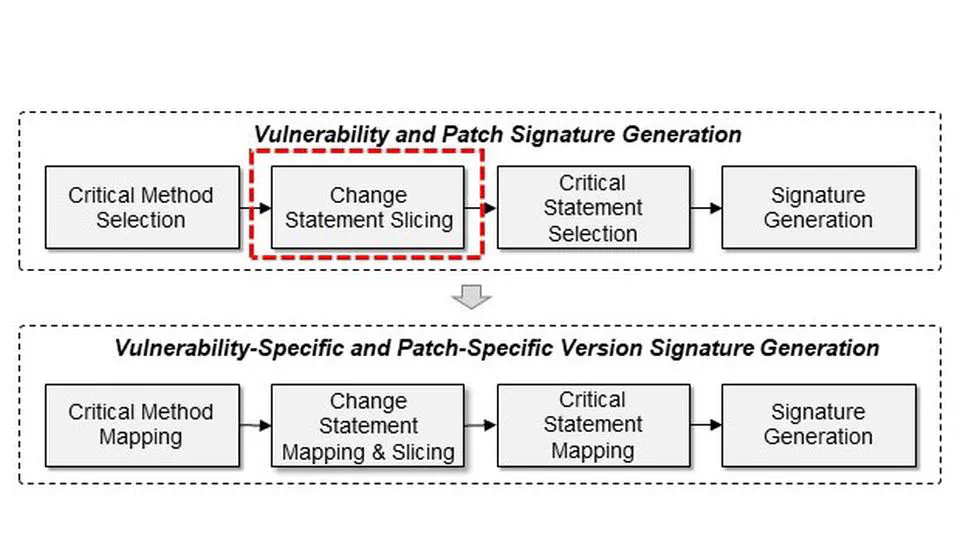 Vulnerability and Patch Signature Generation
Critical Method
Selection
Change
Statement Slicing
Critical
Statement
Selection
Signature
Generation
Vulnerability-Specific and Patch-Specific Version Signature Generation
Critical Method
Mapping
Change
Statement
Mapping & Slicing
Critical
Statement
Mapping
Signature
Generation